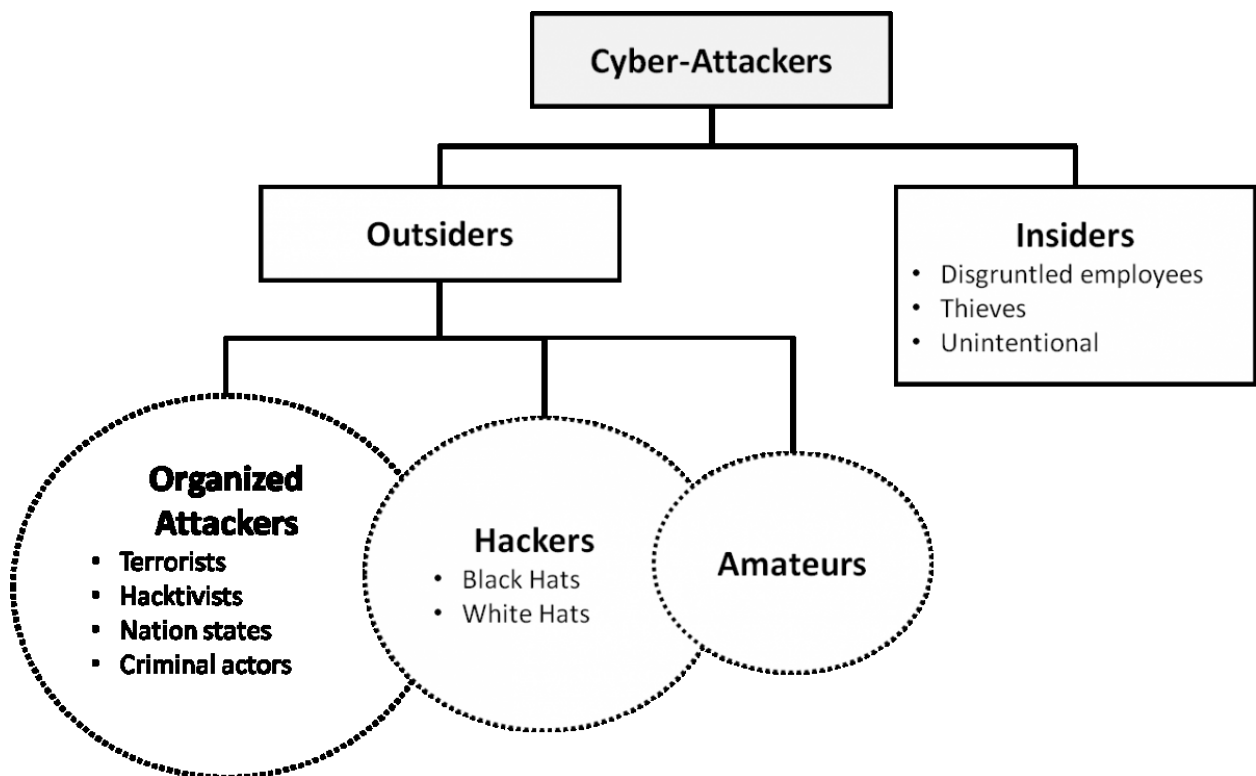 Cyber-Attackers
Outsiders
Insiders
• Disgruntled employees
• Thieves
• Unintentional
Organized
Attackers
▪ Terrorists
▪ Hacktivists
▪ Nation states
▪ Criminal actors
Hackers
• Black Hats
• White Hats
Amateurs